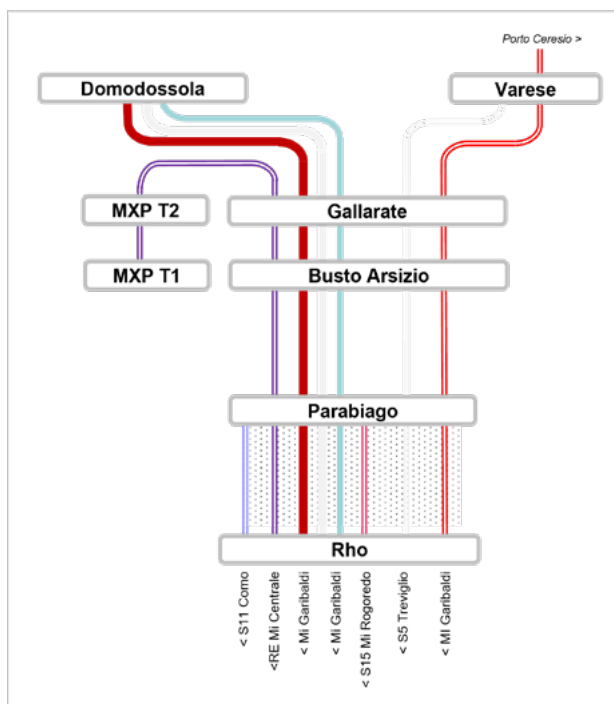 Porto Ceresio >
Domodossola
Varese
MXP T2
Gallarate
MXP T1
Busto Arsizio
Parabiago
Rho
< S11 Como
<RE Mi Centrale
< Mi Garibaldi
< Mi Garibaldi
< S15 Mi Rogoredo
< S5 Treviglio
< MI Garibaldi